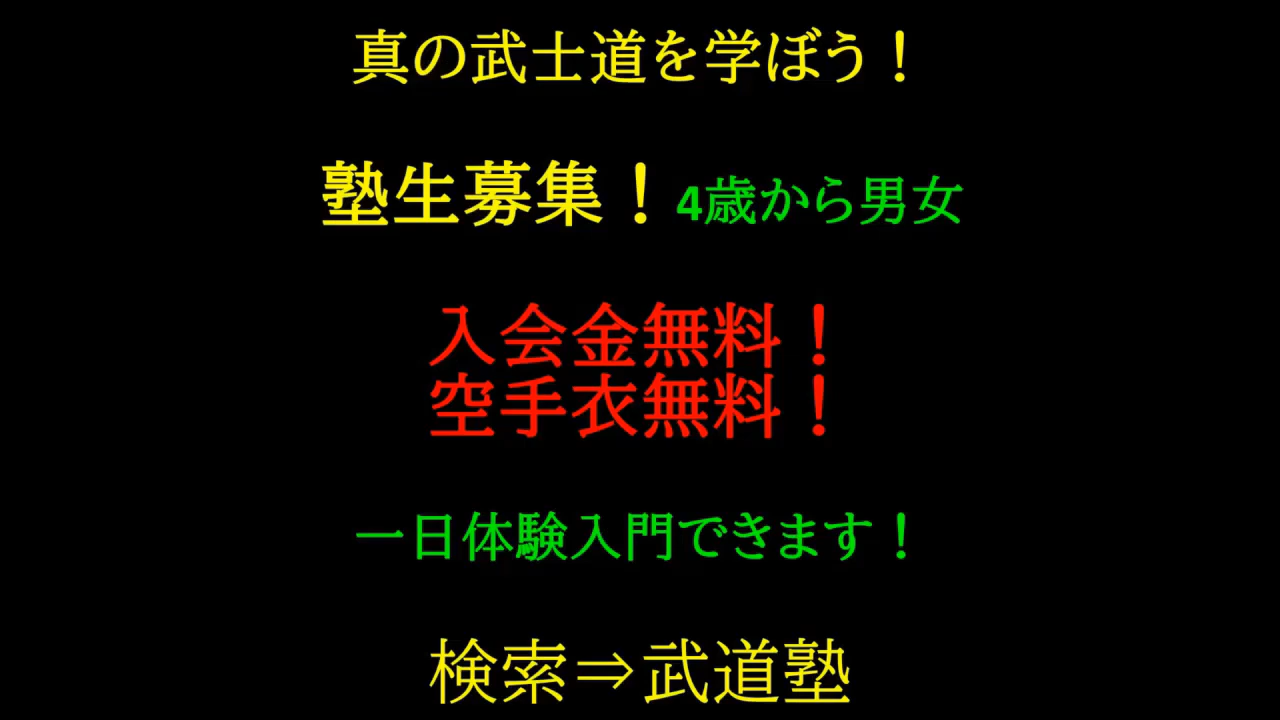 真の武士道を学ぼう！
塾生募集！4歳から男女
入会金無料！
空手衣無料！
一日体験入門できます！
検索⇒武道塾